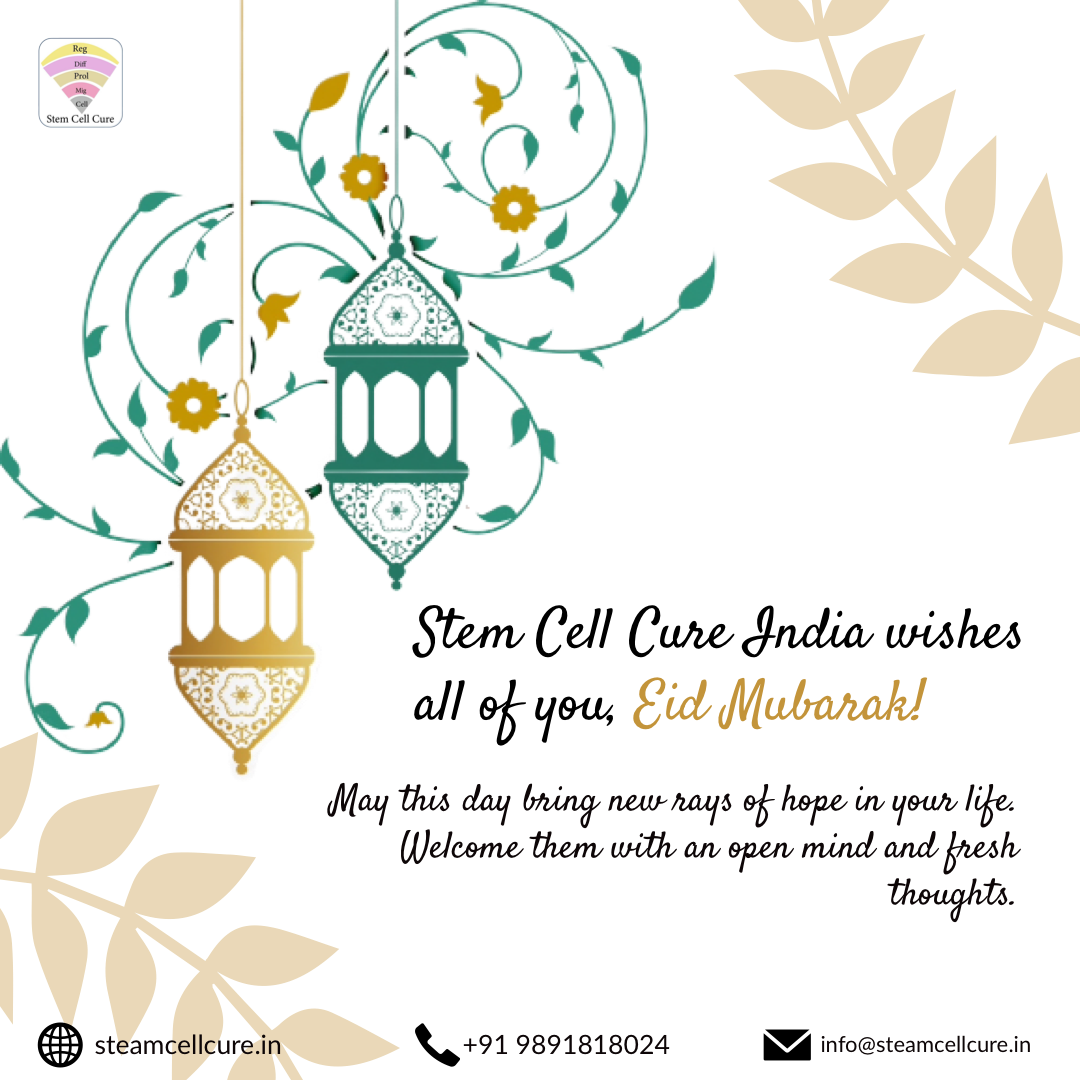 Reg
Diff
Prol
Mig
Cell
Stem Cell Cure
Stem Cell Cure India wishes
all of you, Eid Mubarak!
May this day bring new rays of hope in your life.
Welcome them with an open mind and fresh
thoughts.
steamcellcure.in
+91 9891818024
info@steamcellcure.in